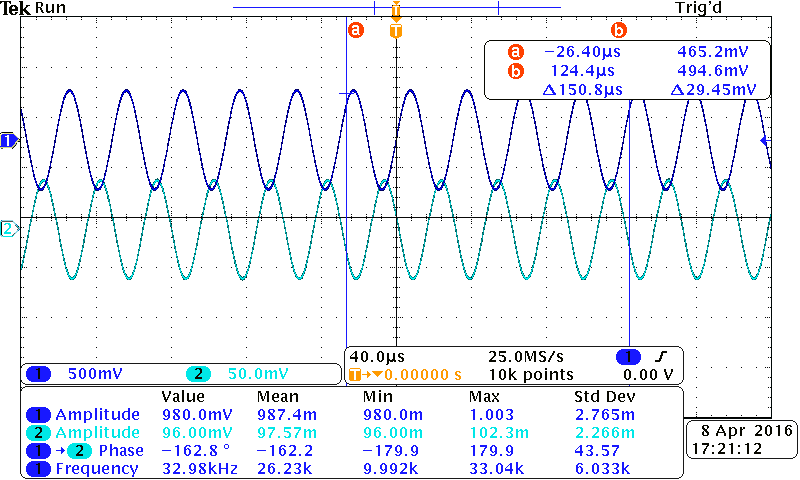 Tek Run Trig'd
a b
T
a −26.40µs 465.2mV
b 124.4µs 494.6mV
Δ150.8µs Δ29.45mV
1
2
40.0µs 25.0MS/s 1
1 500mV 2 50.0mV T→▼0.00000 s 10k points 0.00 V
Value Mean Min Max Std Dev
1 Amplitude 980.0mV 987.4m 980.0m 1.003 2.765m
2 Amplitude 96.00mV 97.57m 96.00m 102.3m 2.266m
1 → 2 Phase −162.8 ° −162.2 −179.9 179.9 43.57
1 Frequency 32.98kHz 26.23k 9.992k 33.04k 6.033k
8 Apr 2016
17:21:12